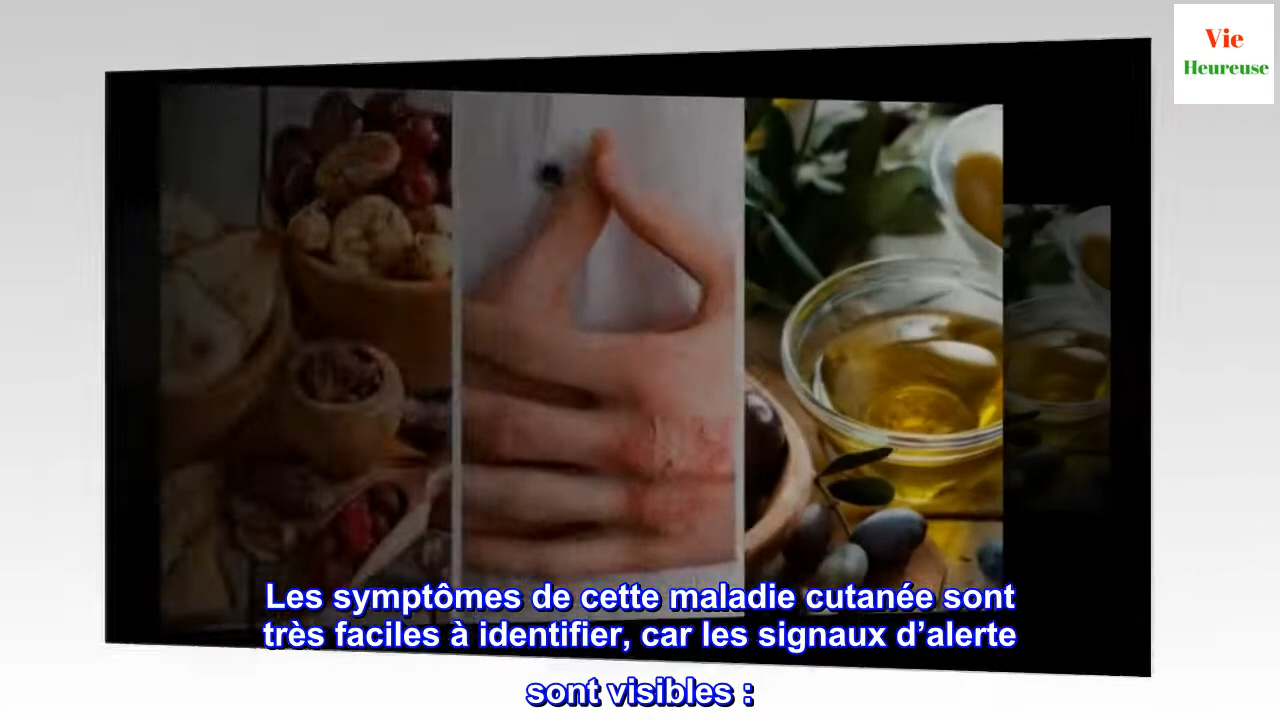 Vie
Heureuse
Les symptômes de cette maladie cutanée sont
très faciles à identifier, car les signaux d’alerte
sont visibles :